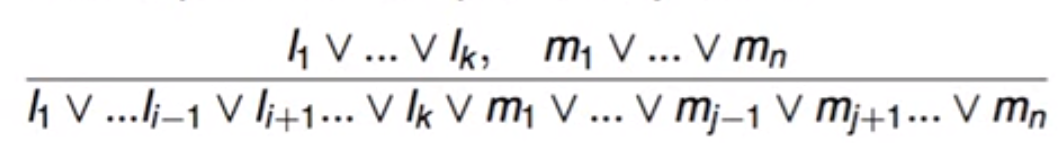 l₁ ∨ ... ∨ lₖ, m₁ ∨ ... ∨ mₙ
l₁ ∨ ...lᵢ₋₁ ∨ lᵢ₊₁... ∨ lₖ ∨ m₁ ∨ ... ∨ mⱼ₋₁ ∨ mⱼ₊₁... ∨ mₙ